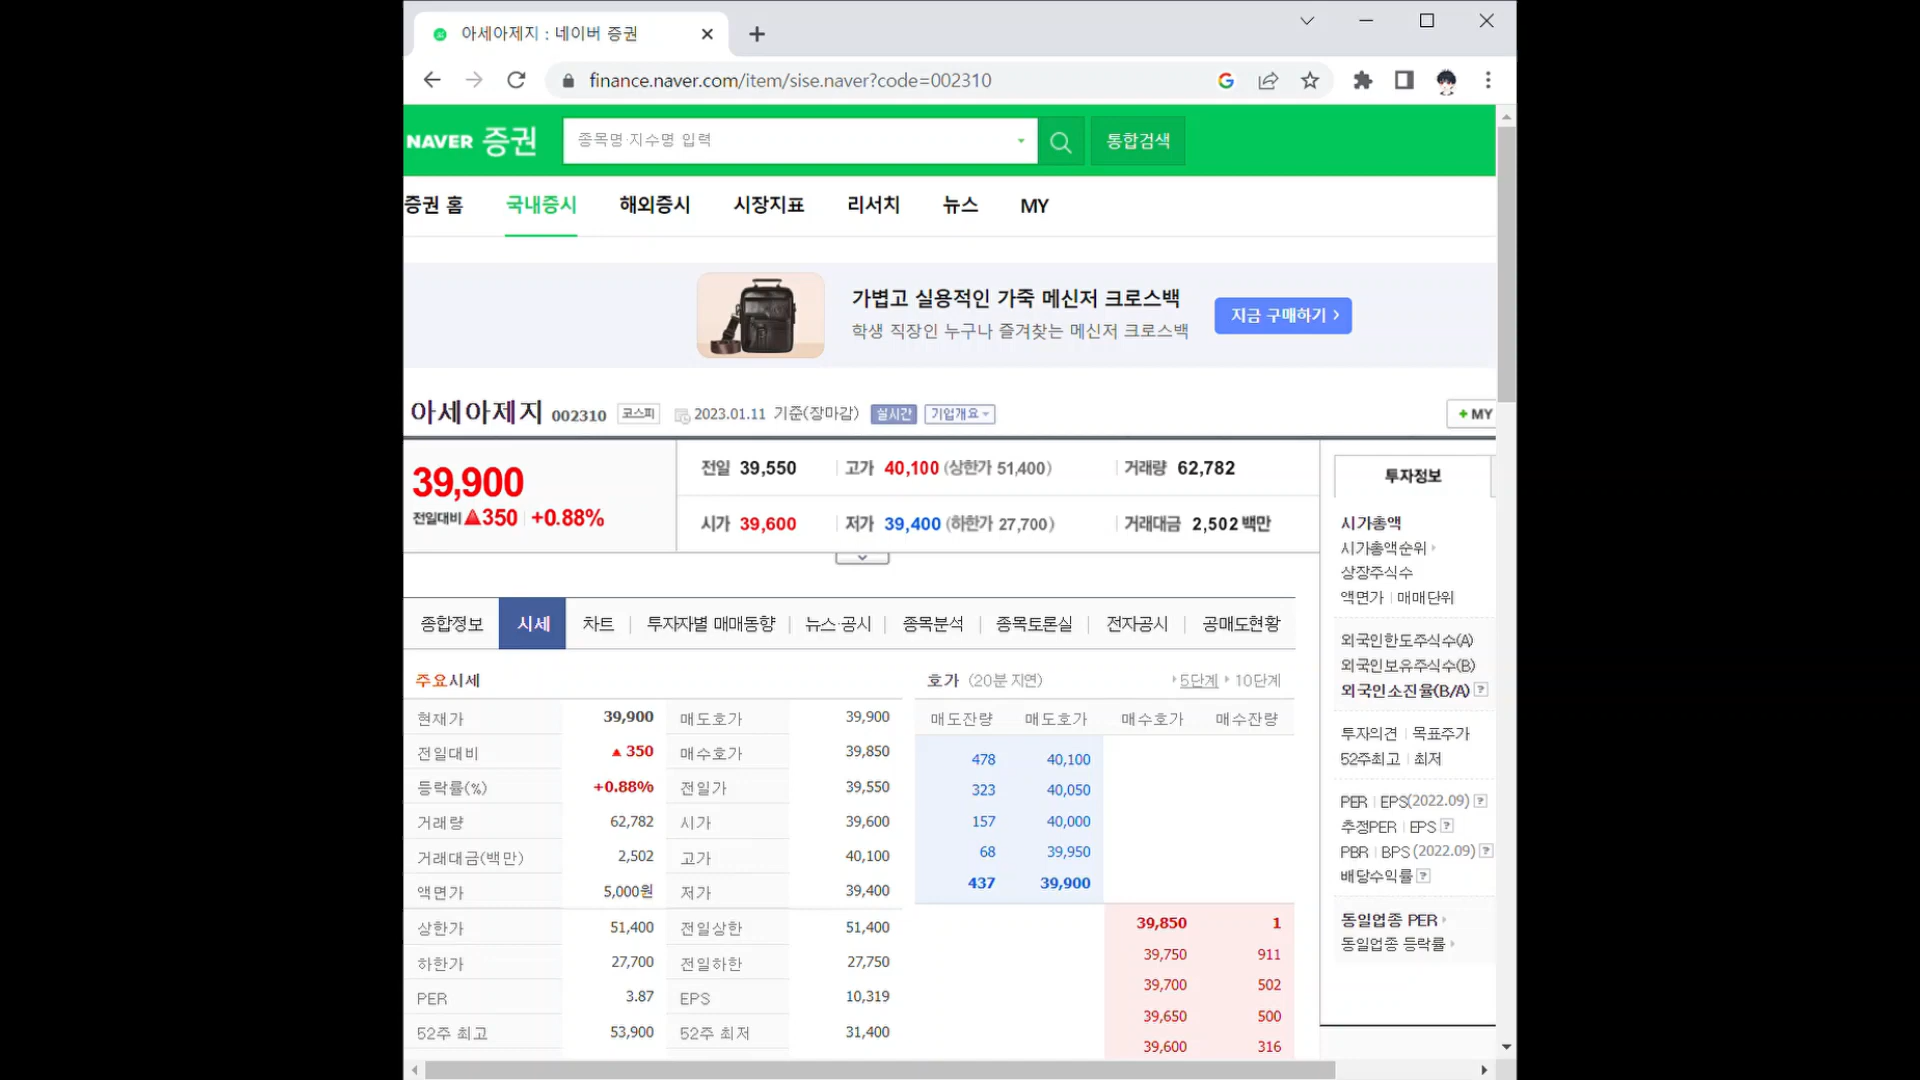 아세아제지 : 네이버 증권
finance.naver.com/item/sise.naver?code=002310
NAVER 증권 종목명·지수명 입력 통합검색
증권 홈 국내증시 해외증시 시장지표 리서치 뉴스 MY
가볍고 실용적인 가죽 메신저 크로스백
학생 직장인 누구나 즐겨찾는 메신저 크로스백
지금 구매하기 ›
아세아제지 002310 코스피 2023.01.11 기준(장마감) 실시간 기업개요 +MY
39,900
전일대비 ▲350 +0.88%
전일 39,550 고가 40,100 (상한가 51,400) 거래량 62,782
시가 39,600 저가 39,400 (하한가 27,700) 거래대금 2,502 백만
종합정보 시세 차트 투자자별 매매동향 뉴스·공시 종목분석 종목토론실 전자공시 공매도현황
주요시세
현재가 39,900 매도호가 39,900
전일대비 ▲ 350 매수호가 39,850
등락률(%) +0.88% 전일가 39,550
거래량 62,782 시가 39,600
거래대금(백만) 2,502 고가 40,100
액면가 5,000원 저가 39,400
상한가 51,400 전일상한 51,400
하한가 27,700 전일하한 27,750
PER 3.87 EPS 10,319
52주 최고 53,900 52주 최저 31,400
호가 (20분 지연) 5단계 10단계
매도잔량 매도호가 매수호가 매수잔량
478 40,100
323 40,050
157 40,000
68 39,950
437 39,900
39,850 1
39,750 911
39,700 502
39,650 500
39,600 316
투자정보
시가총액
시가총액순위
상장주식수
액면가 | 매매단위
외국인한도주식수(A)
외국인보유주식수(B)
외국인소진율(B/A) ?
투자의견 | 목표주가
52주최고 | 최저
PER | EPS(2022.09) ?
추정PER | EPS ?
PBR | BPS (2022.09) ?
배당수익률 ?
동일업종 PER
동일업종 등락률